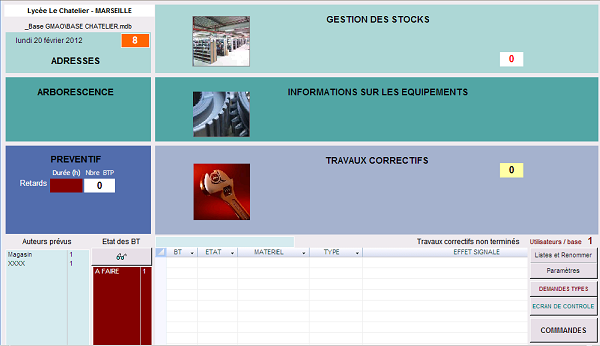 Lycée Le Chatelier - MARSEILLE
_Base GMAO\BASE CHATELIER.mdb
lundi 20 février 2012
8
ADRESSES
GESTION DES STOCKS
0
ARBORESCENCE
INFORMATIONS SUR LES EQUIPEMENTS
PREVENTIF
Durée (h) Nbre BTP
Retards 0
TRAVAUX CORRECTIFS
0
Auteurs prévus
Etat des BT
Travaux correctifs non terminés
Utilisateurs / base 1
Magasin 1
XXXX 1
A FAIRE 1
BT ETAT MATERIEL TYPE EFFET SIGNALE
Listes et Renommer
Paramètres
DEMANDES TYPES
ECRAN DE CONTROLE
COMMANDES